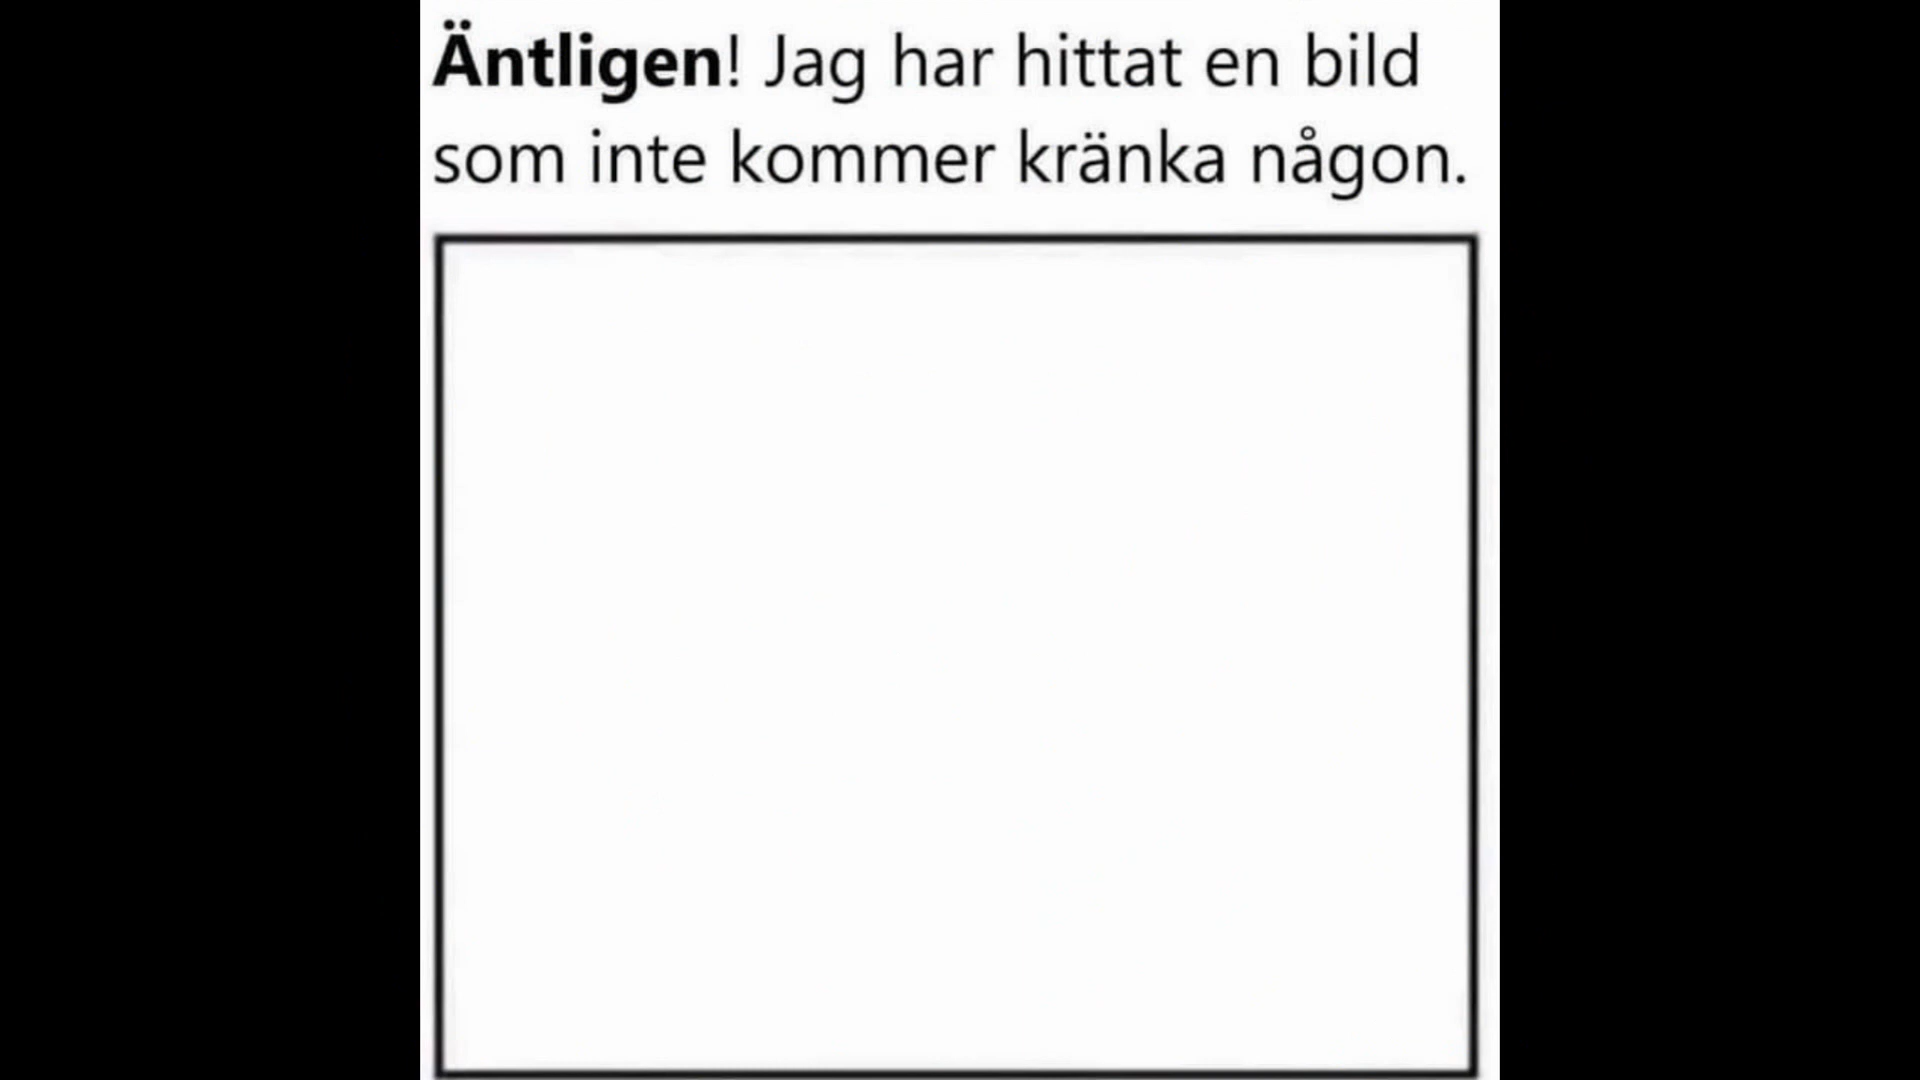 Äntligen! Jag har hittat en bild
som inte kommer kränka någon.